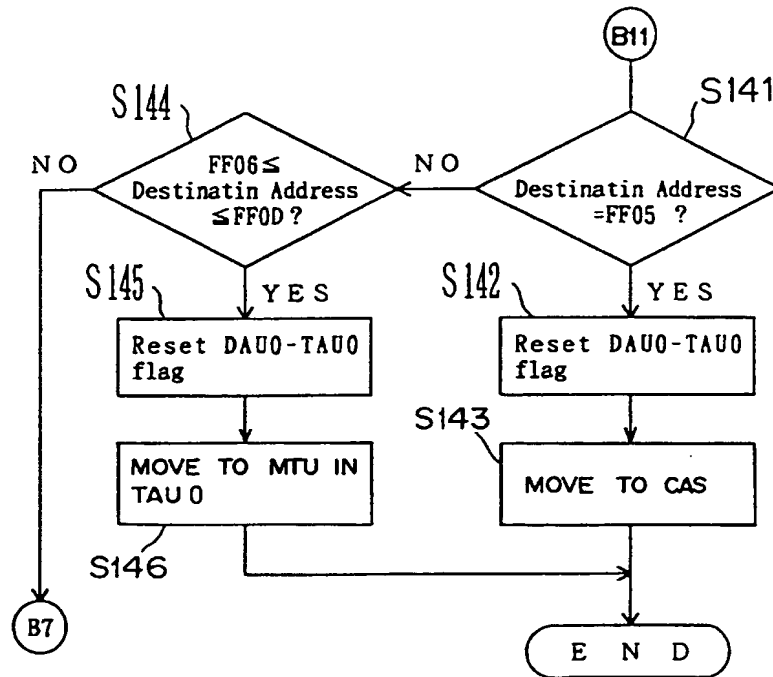 B11
S141
Destinatin Address
=FF05 ?
NO
YES
S144
FF06≦
Destinatin Address
≦FF0D?
NO
YES
S145
Reset DAU0-TAU0
flag
S142
Reset DAU0-TAU0
flag
MOVE TO MTU IN
TAU 0
S146
S143
MOVE TO CAS
B7
E N D